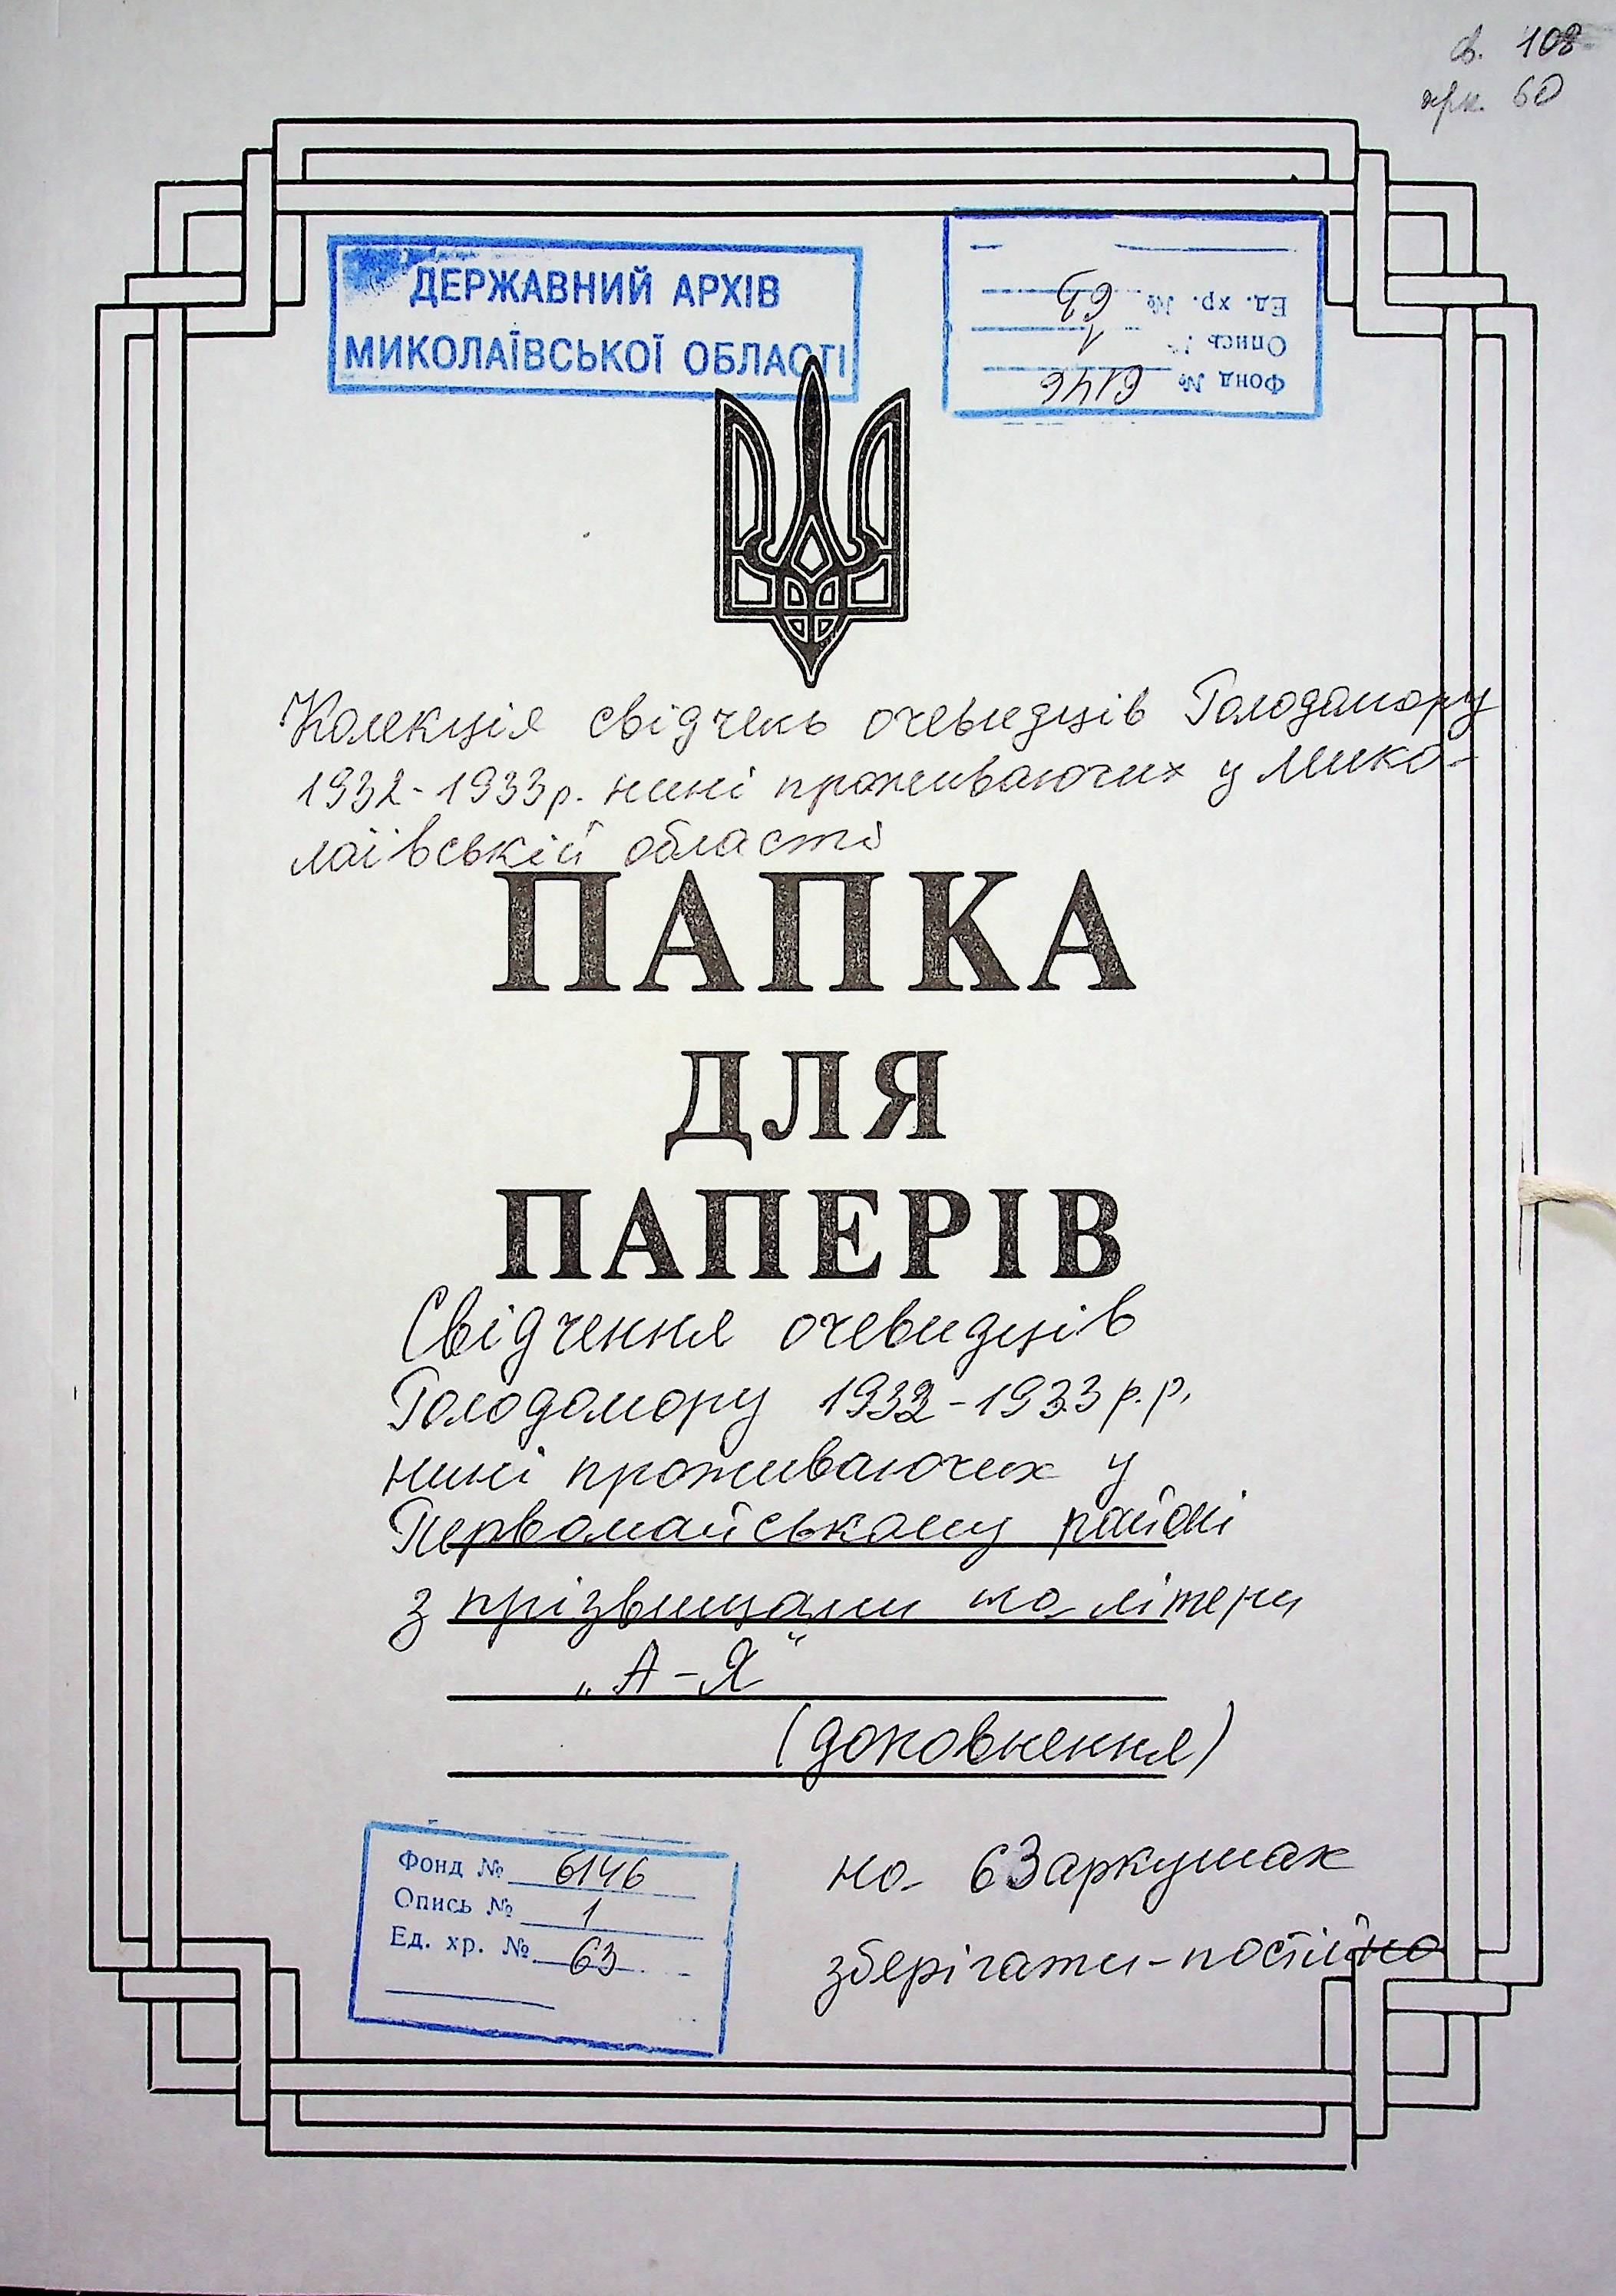 св. 108
арк. 60
ДЕРЖАВНИЙ АРХІВ
МИКОЛАЇВСЬКОЇ ОБЛАСТІ
Фонд № 6146
Опись № 1
Ед. хр. № 63
Колекція свідчень очевидців Голодомору
1932-1933р. нині проживаючих у Мико-
лаївській області
ПАПКА
ДЛЯ
ПАПЕРІВ
Свідчення очевидців
Голодомору 1932-1933 р.р.
нині проживаючих у
Первомайському районі
з прізвищами на літери
„А-Я"
(доповнення)
Фонд № 6146
Опись № 1
Ед. хр. № 63
на 63 аркушах
зберігати-постійно